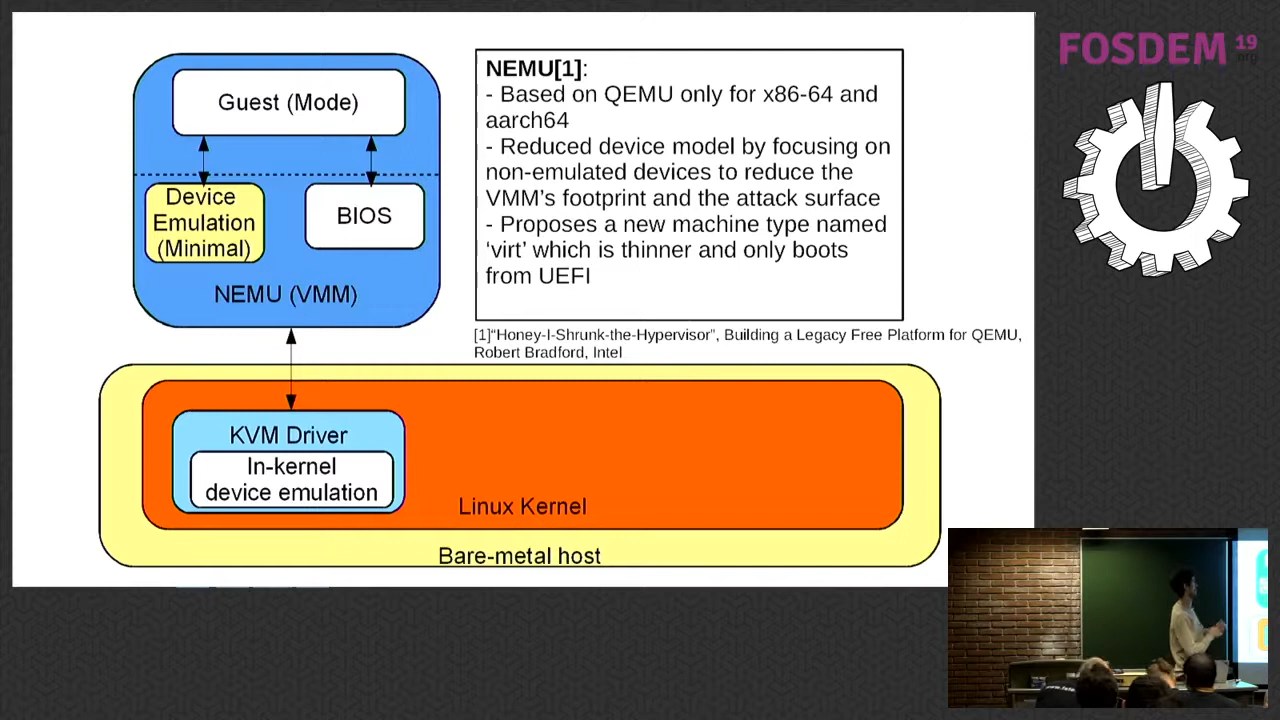 FOSDEM 19
.org
Guest (Mode)
Device
Emulation
(Minimal)
BIOS
NEMU (VMM)
NEMU[1]:
- Based on QEMU only for x86-64 and
aarch64
- Reduced device model by focusing on
non-emulated devices to reduce the
VMM's footprint and the attack surface
- Proposes a new machine type named
‘virt’ which is thinner and only boots
from UEFI
[1]“Honey-I-Shrunk-the-Hypervisor”, Building a Legacy Free Platform for QEMU,
Robert Bradford, Intel
KVM Driver
In-kernel
device emulation
Linux Kernel
Bare-metal host